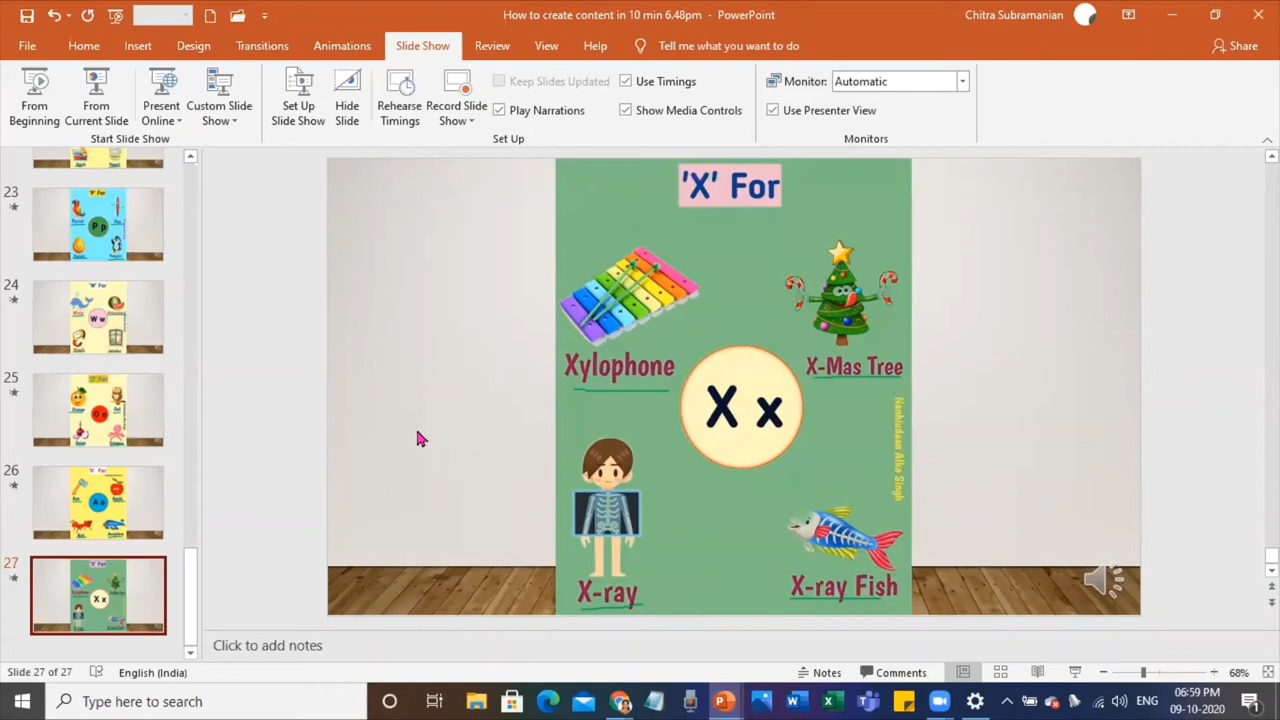 How to create content in 10 min 6.48pm - PowerPoint
Chitra Subramanian
File
Home
Insert
Design
Transitions
Animations
Slide Show
Review
View
Help
Tell me what you want to do
Share
From Beginning
From Current Slide
Present Online
Custom Slide Show
Set Up Slide Show
Hide Slide
Rehearse Timings
Record Slide Show
Keep Slides Updated
Play Narrations
Use Timings
Show Media Controls
Monitor: Automatic
Use Presenter View
Start Slide Show
Set Up
Monitors
23
24
25
26
27
'X' For
Xylophone
X-Mas Tree
X x
X-ray
X-ray Fish
Nanhiudaan Alka Singh
Click to add notes
Slide 27 of 27
English (India)
Notes
Comments
68%
Type here to search
ENG
06:59 PM
09-10-2020